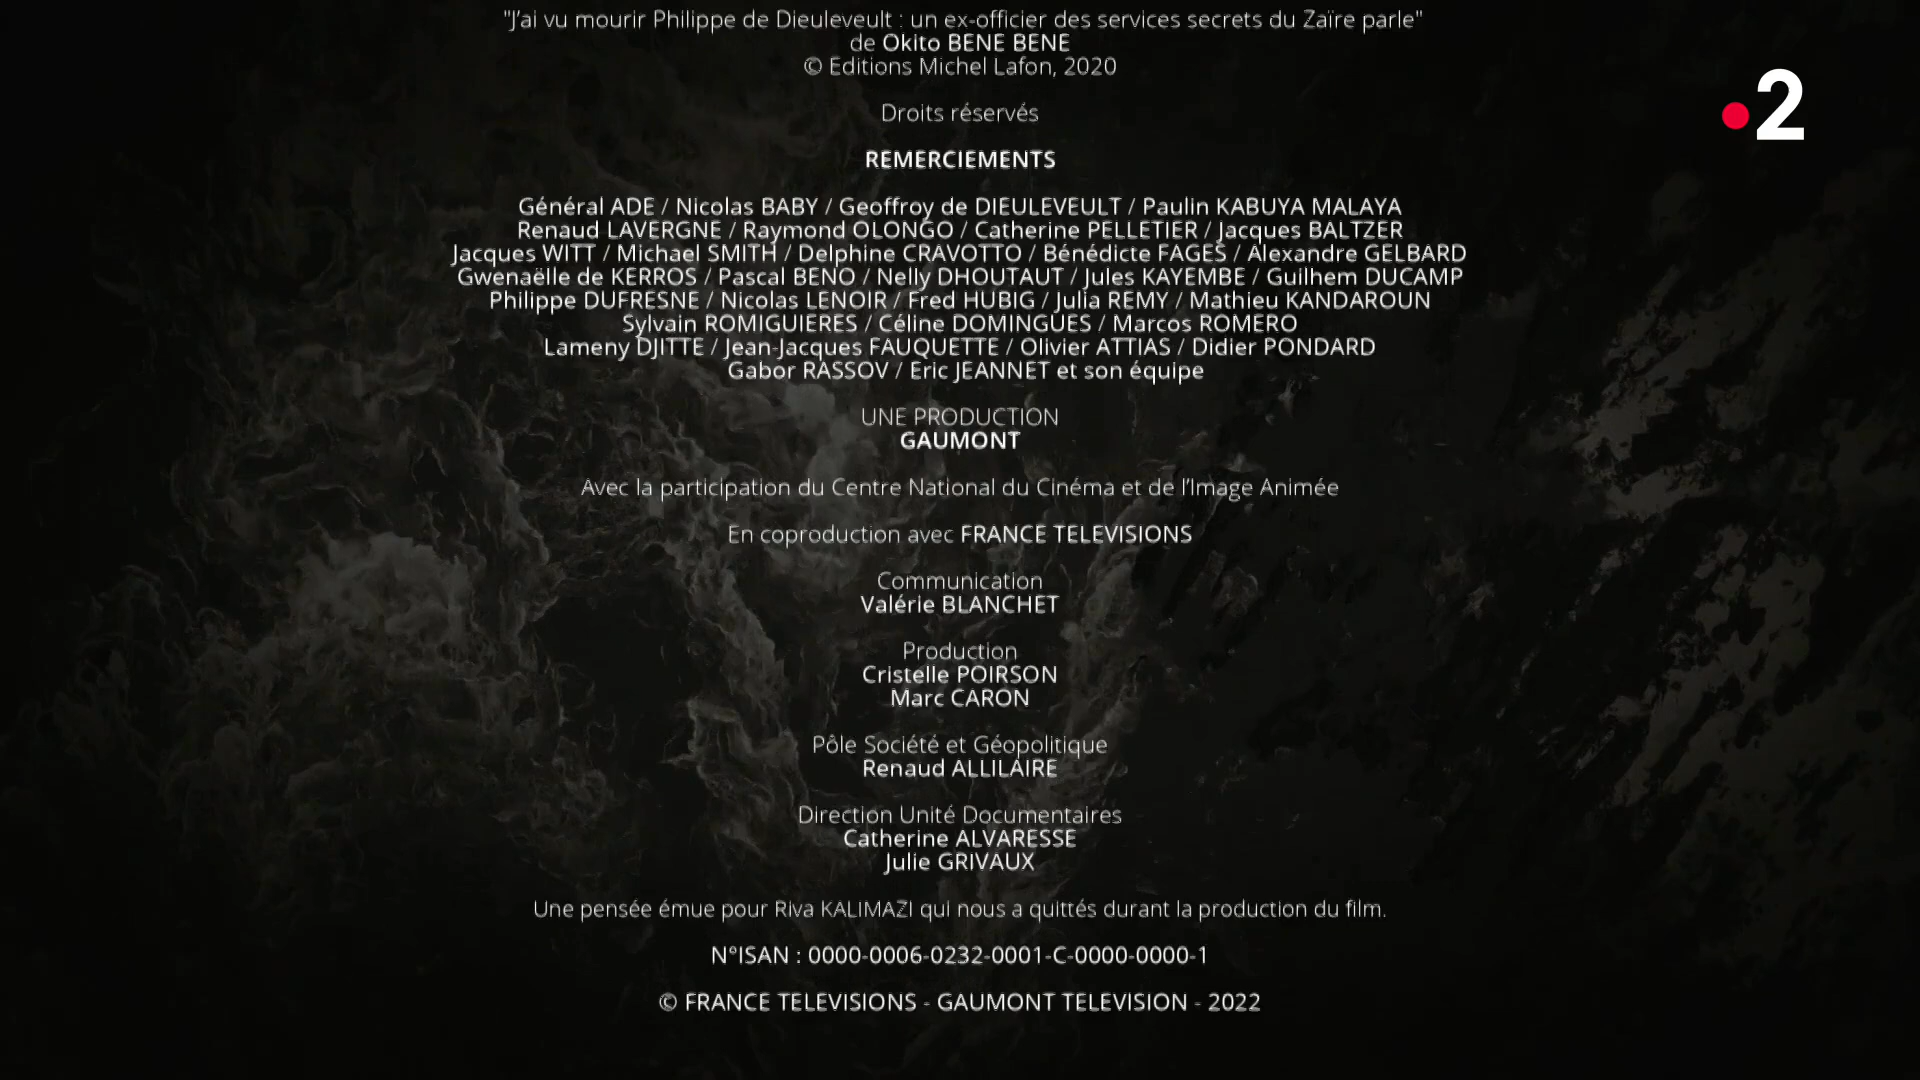 "J'ai vu mourir Philippe de Dieuleveult : un ex-officier des services secrets du Zaïre parle"
de Okito BENE BENE
© Editions Michel Lafon, 2020
Droits réservés
REMERCIEMENTS
Général ADE / Nicolas BABY / Geoffroy de DIEULEVEULT / Paulin KABUYA MALAYA
Renaud LAVERGNE / Raymond OLONGO / Catherine PELLETIER / Jacques BALTZER
Jacques WITT / Michael SMITH / Delphine CRAVOTTO / Bénédicte FAGES / Alexandre GELBARD
Gwenaëlle de KERROS / Pascal BENO / Nelly DHOUTAUT / Jules KAYEMBE / Guilhem DUCAMP
Philippe DUFRESNE / Nicolas LENOIR / Fred HUBIG / Julia REMY / Mathieu KANDAROUN
Sylvain ROMIGUIERES / Céline DOMINGUES / Marcos ROMERO
Lameny DJITTE / Jean-Jacques FAUQUETTE / Olivier ATTIAS / Didier PONDARD
Gabor RASSOV / Eric JEANNET et son équipe
UNE PRODUCTION
GAUMONT
Avec la participation du Centre National du Cinéma et de l'Image Animée
En coproduction avec FRANCE TELEVISIONS
Communication
Valérie BLANCHET
Production
Cristelle POIRSON
Marc CARON
Pôle Société et Géopolitique
Renaud ALLILAIRE
Direction Unité Documentaires
Catherine ALVARESSE
Julie GRIVAUX
Une pensée émue pour Riva KALIMAZI qui nous a quittés durant la production du film.
N°ISAN : 0000-0006-0232-0001-C-0000-0000-1
© FRANCE TELEVISIONS - GAUMONT TELEVISION - 2022
2